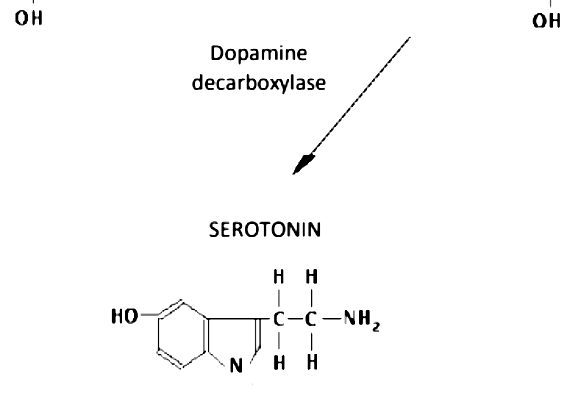 OH OH
Dopamine
decarboxylase
SEROTONIN
H H
HO C C NH₂
N H H